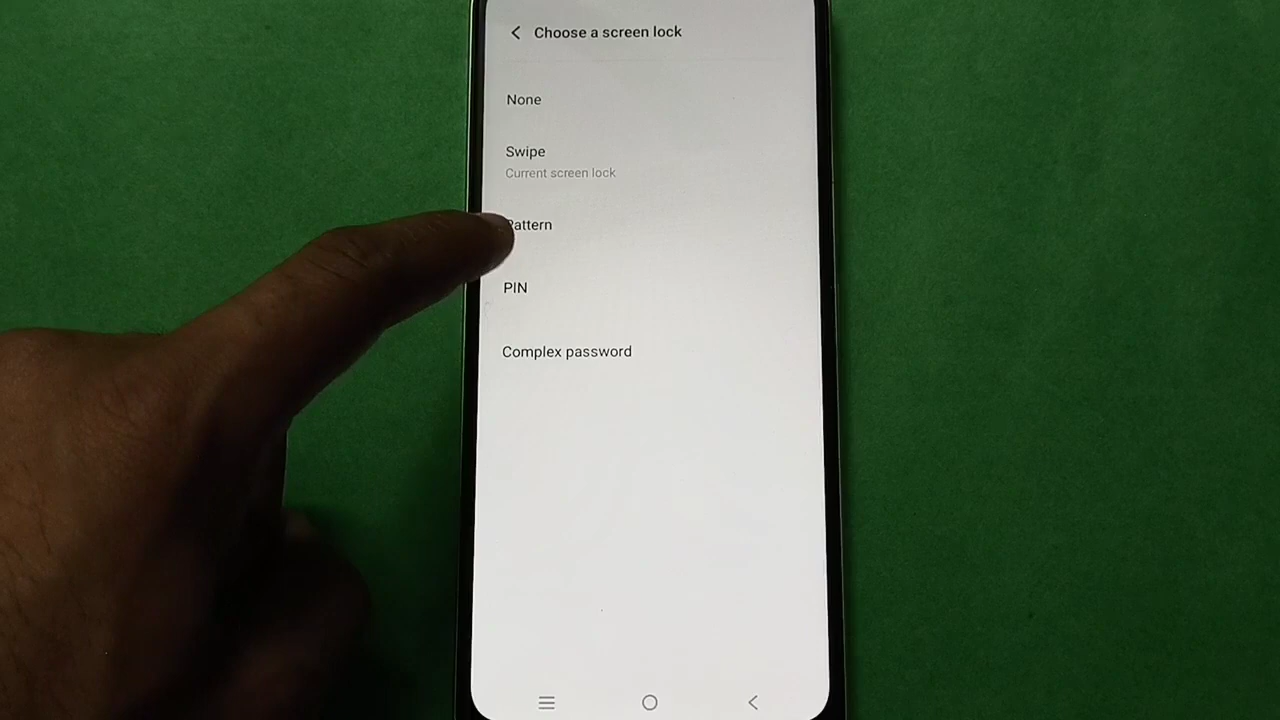 Choose a screen lock
None
Swipe
Current screen lock
Pattern
PIN
Complex password